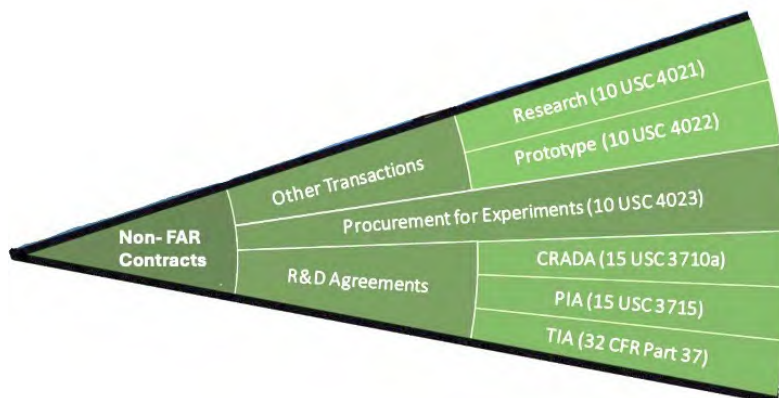 Non- FAR
Contracts
Other Transactions
Research (10 USC 4021)
Prototype (10 USC 4022)
Procurement for Experiments (10 USC 4023)
R&D Agreements
CRADA (15 USC 3710a)
PIA (15 USC 3715)
TIA (32 CFR Part 37)